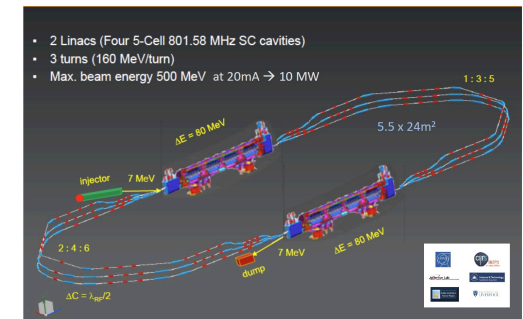 ▪ 2 Linacs (Four 5-Cell 801.58 MHz SC cavities)
▪ 3 turns (160 MeV/turn)
▪ Max. beam energy 500 MeV at 20mA → 10 MW
1 : 3 : 5
5.5 x 24m²
ΔE = 80 MeV
injector
7 MeV
2 : 4 : 6
7 MeV
ΔE = 80 MeV
dump
ΔC = λRF/2